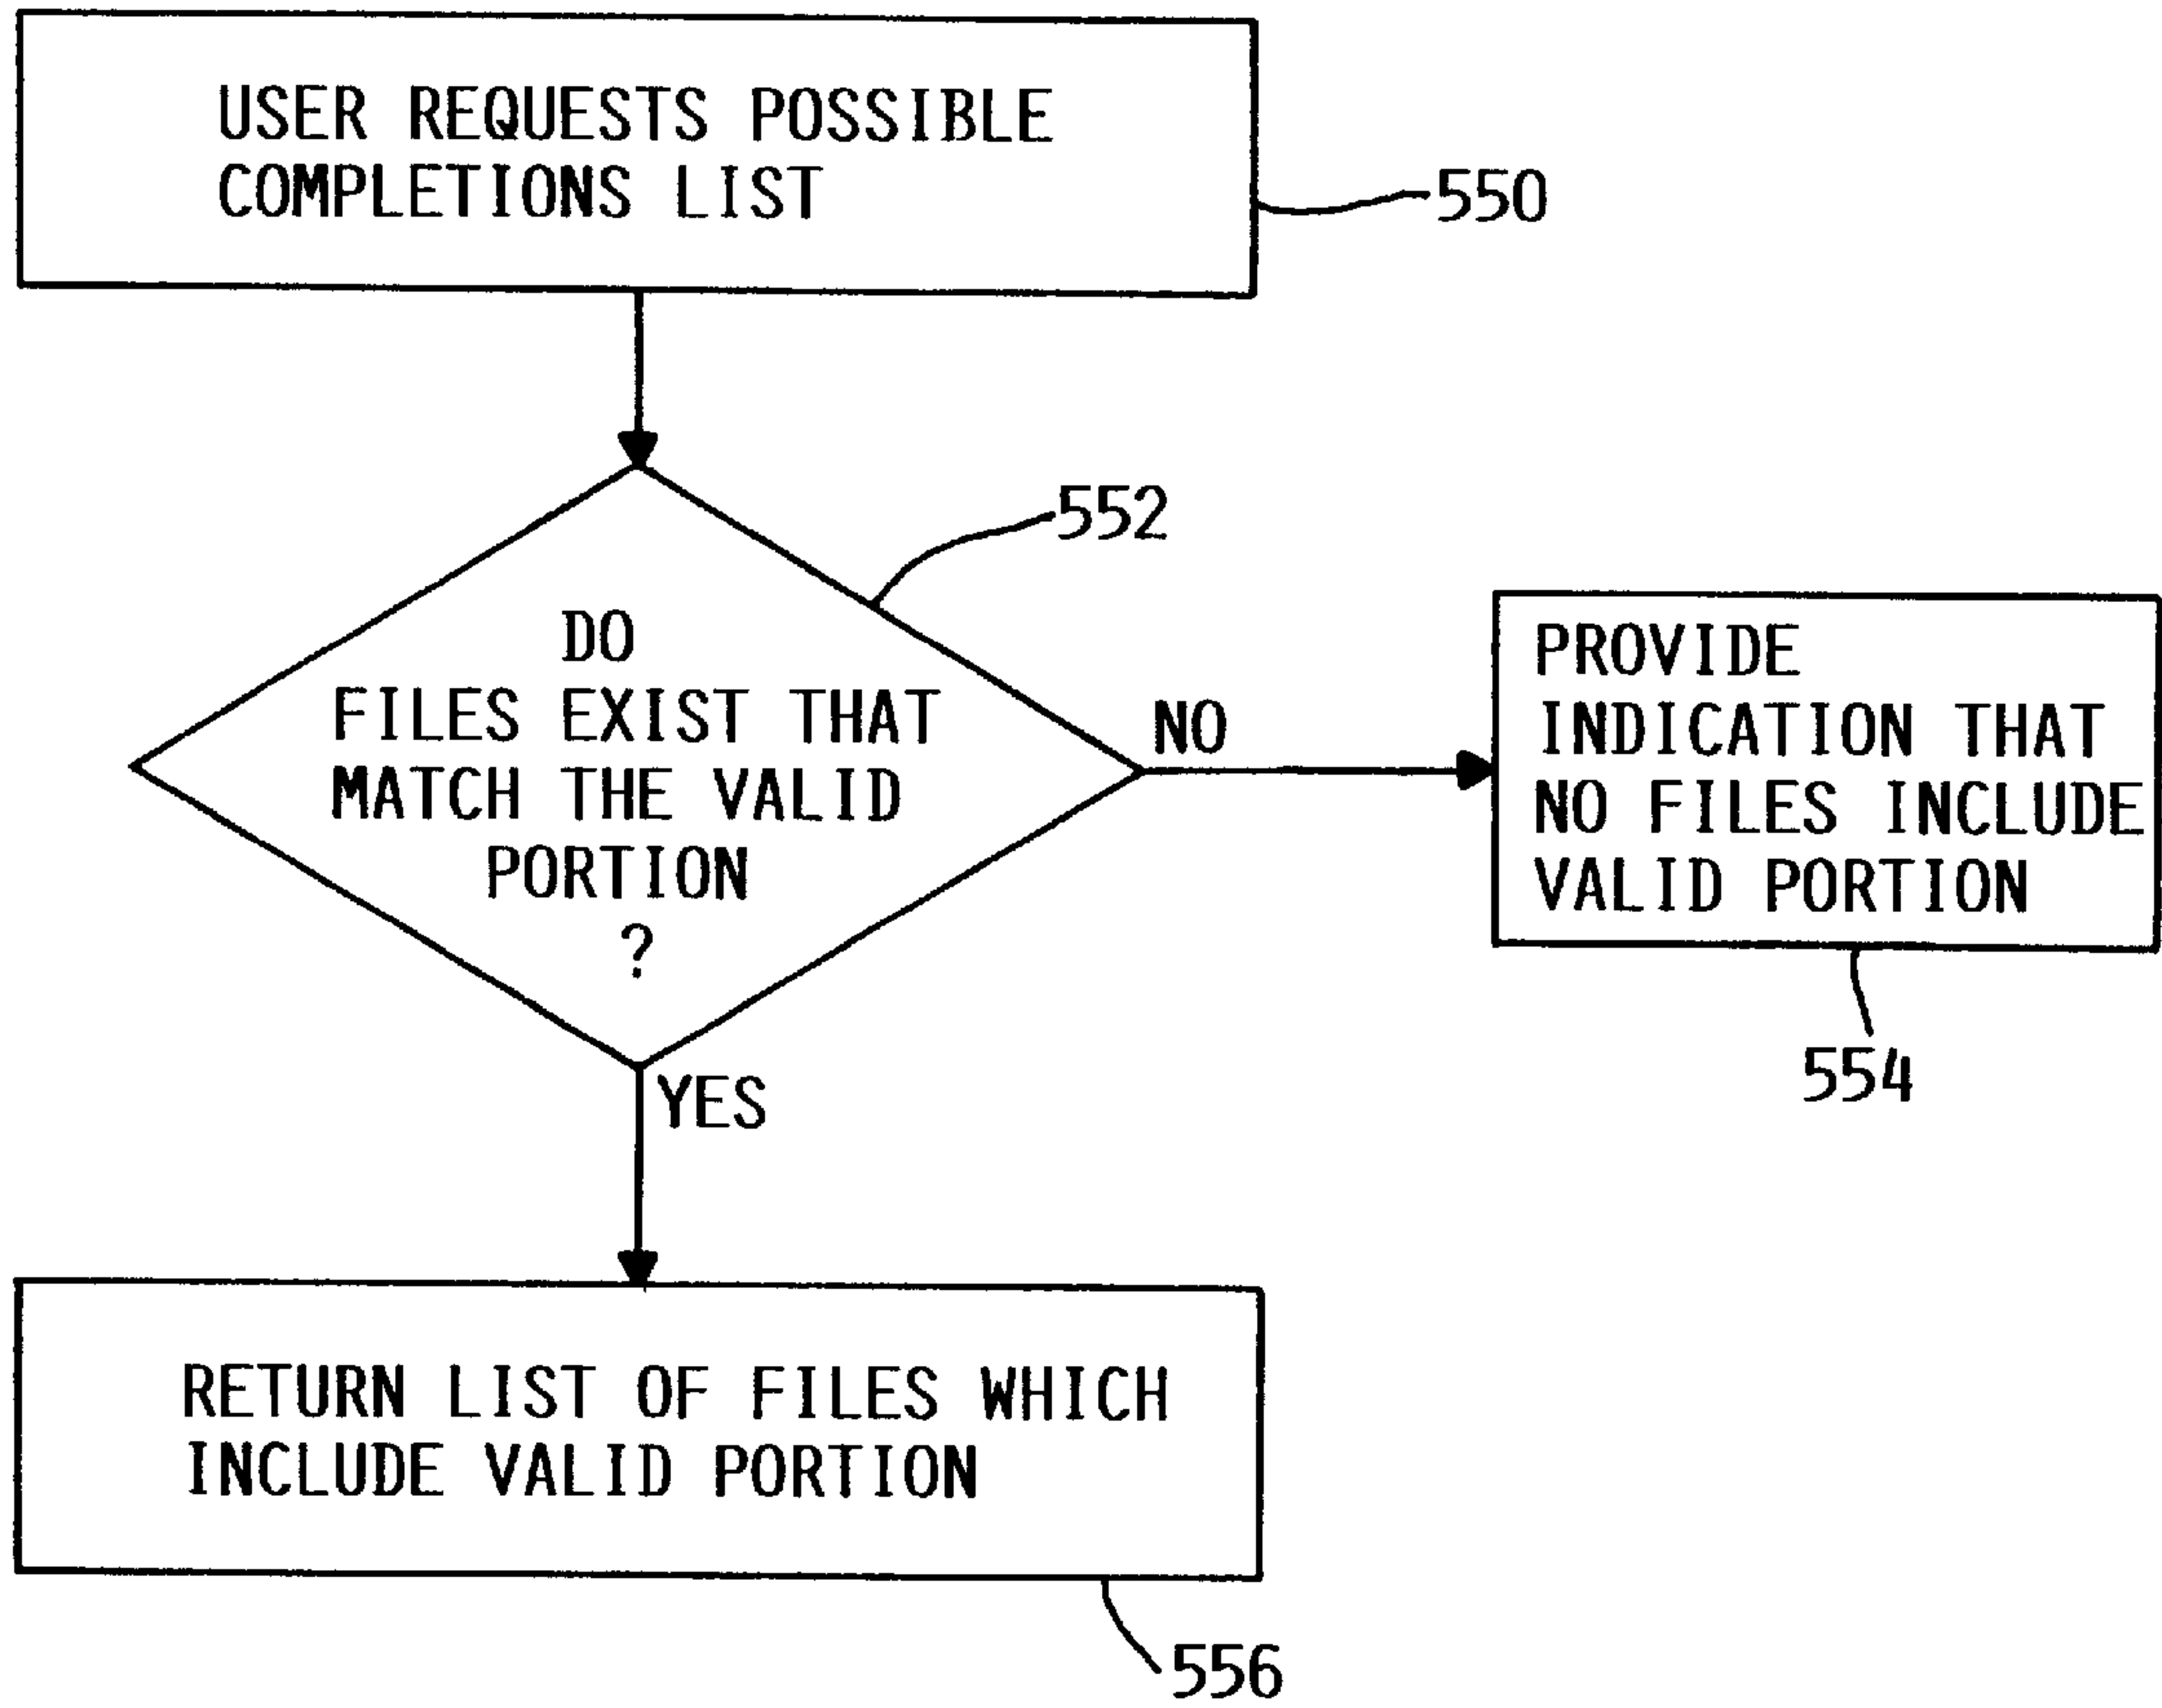 USER REQUESTS POSSIBLE
COMPLETIONS LIST
550
552
DO
FILES EXIST THAT
MATCH THE VALID
PORTION
?
NO
PROVIDE
INDICATION THAT
NO FILES INCLUDE
VALID PORTION
554
YES
RETURN LIST OF FILES WHICH
INCLUDE VALID PORTION
556